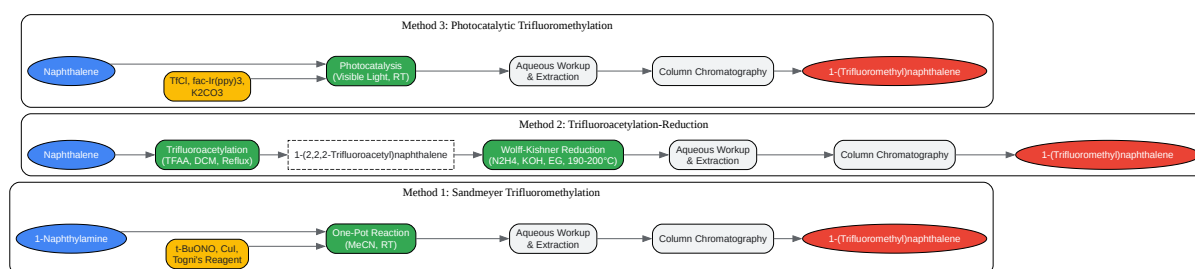 Method 3: Photocatalytic Trifluoromethylation
Naphthalene
TfCl, fac-Ir(ppy)3,
K2CO3
Photocatalysis
(Visible Light, RT)
Aqueous Workup
& Extraction
Column Chromatography
1-(Trifluoromethyl)naphthalene
Method 2: Trifluoroacetylation-Reduction
Naphthalene
Trifluoroacetylation
(TFAA, DCM, Reflux)
1-(2,2,2-Trifluoroacetyl)naphthalene
Wolff-Kishner Reduction
(N2H4, KOH, EG, 190-200°C)
Aqueous Workup
& Extraction
Column Chromatography
1-(Trifluoromethyl)naphthalene
Method 1: Sandmeyer Trifluoromethylation
1-Naphthylamine
t-BuONO, CuI,
Togni's Reagent
One-Pot Reaction
(MeCN, RT)
Aqueous Workup
& Extraction
Column Chromatography
1-(Trifluoromethyl)naphthalene